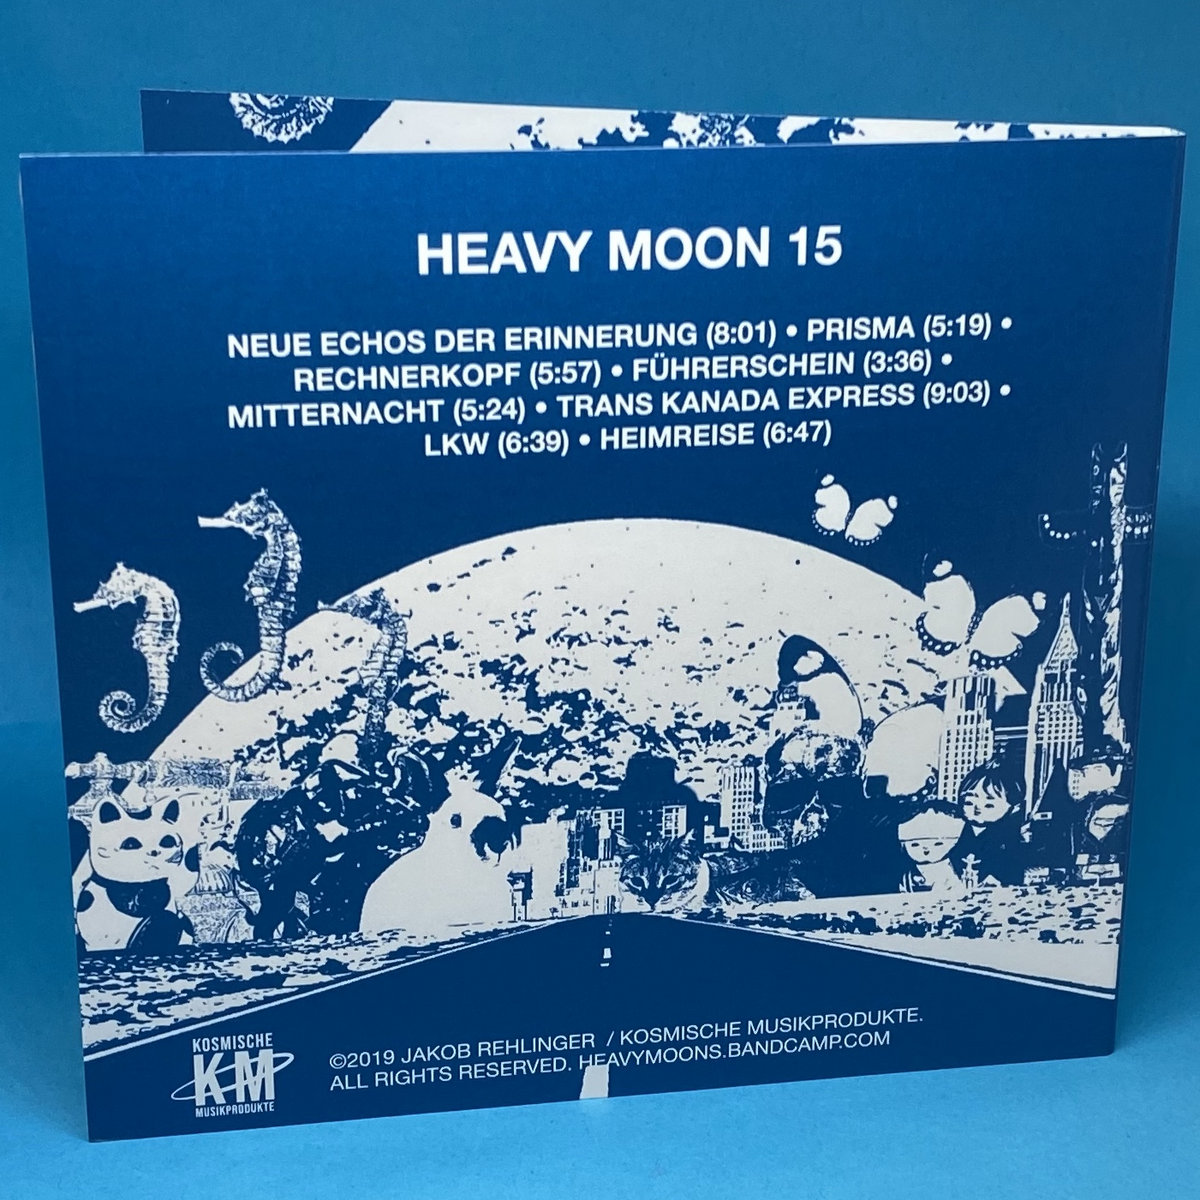 HEAVY MOON 15
NEUE ECHOS DER ERINNERUNG (8:01) • PRISMA (5:19) •
RECHNERKOPF (5:57) • FÜHRERSCHEIN (3:36) •
MITTERNACHT (5:24) • TRANS KANADA EXPRESS (9:03) •
LKW (6:39) • HEIMREISE (6:47)
KOSMISCHE
KM
MUSIKPRODUKTE
©2019 JAKOB REHLINGER / KOSMISCHE MUSIKPRODUKTE.
ALL RIGHTS RESERVED. HEAVYMOONS.BANDCAMP.COM